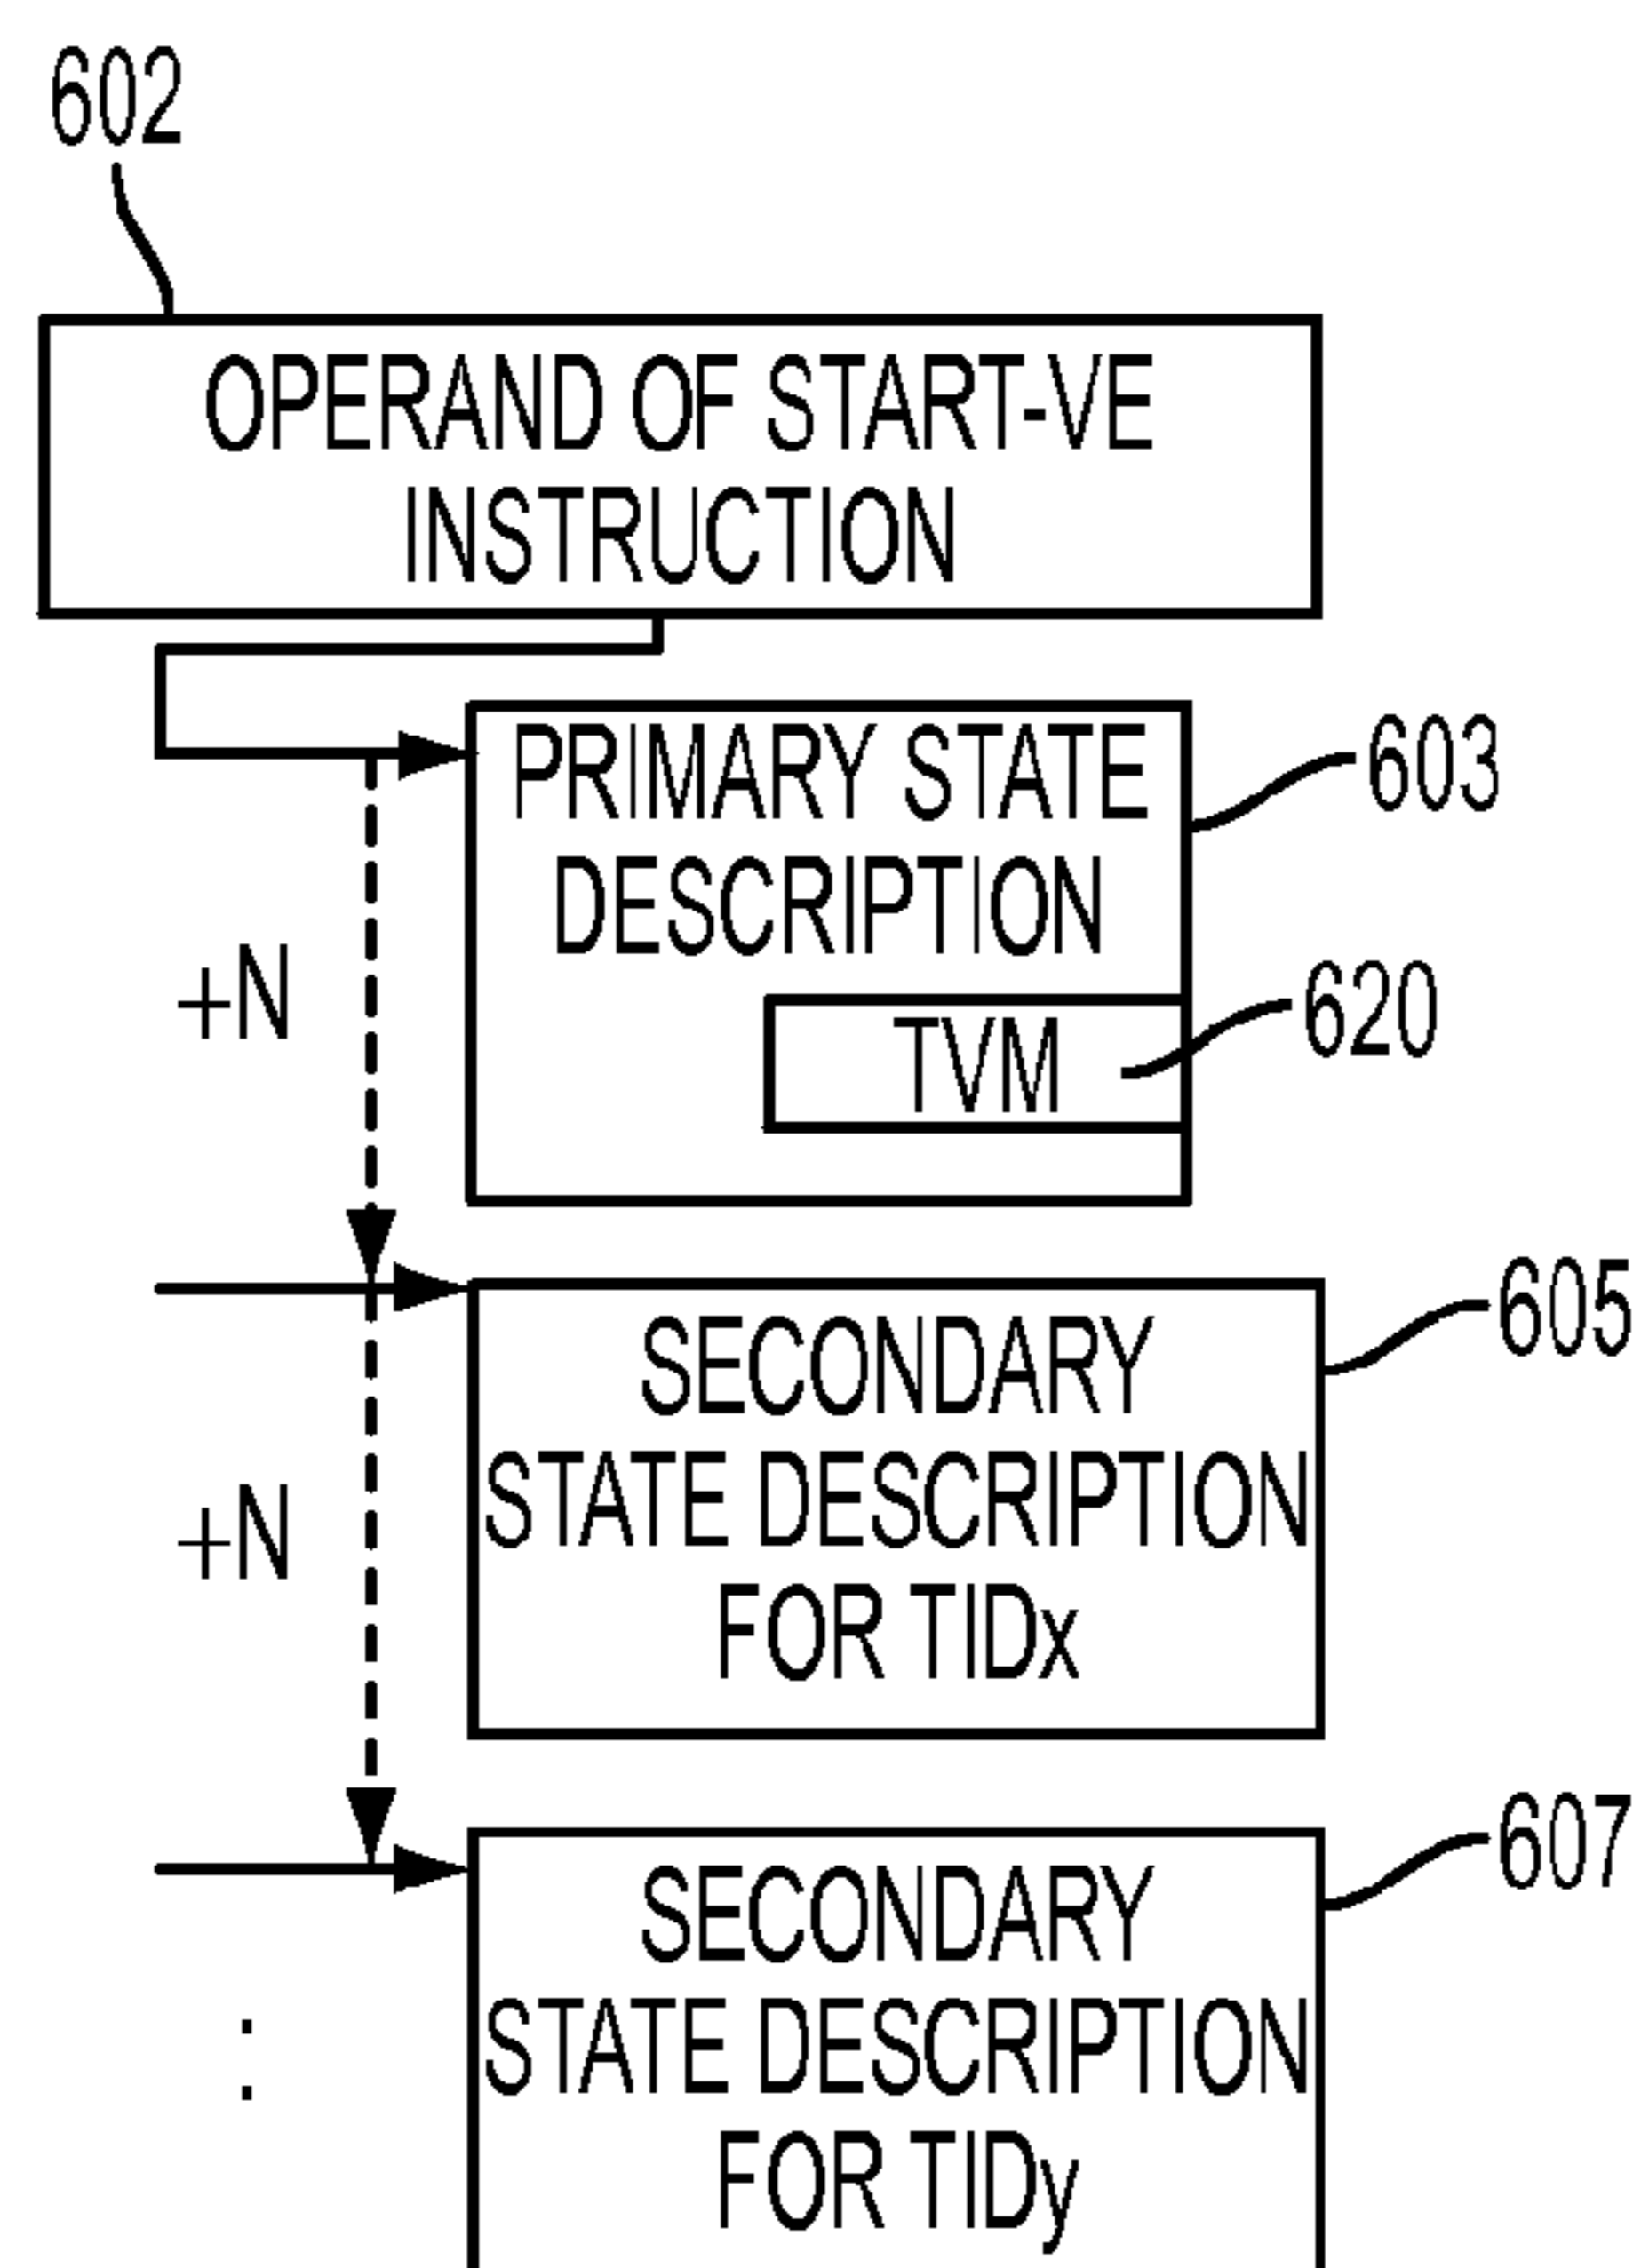 602
OPERAND OF START-VE
INSTRUCTION
PRIMARY STATE
DESCRIPTION
603
+N
TVM
620
SECONDARY
STATE DESCRIPTION
FOR TIDx
605
+N
SECONDARY
STATE DESCRIPTION
FOR TIDy
607
: